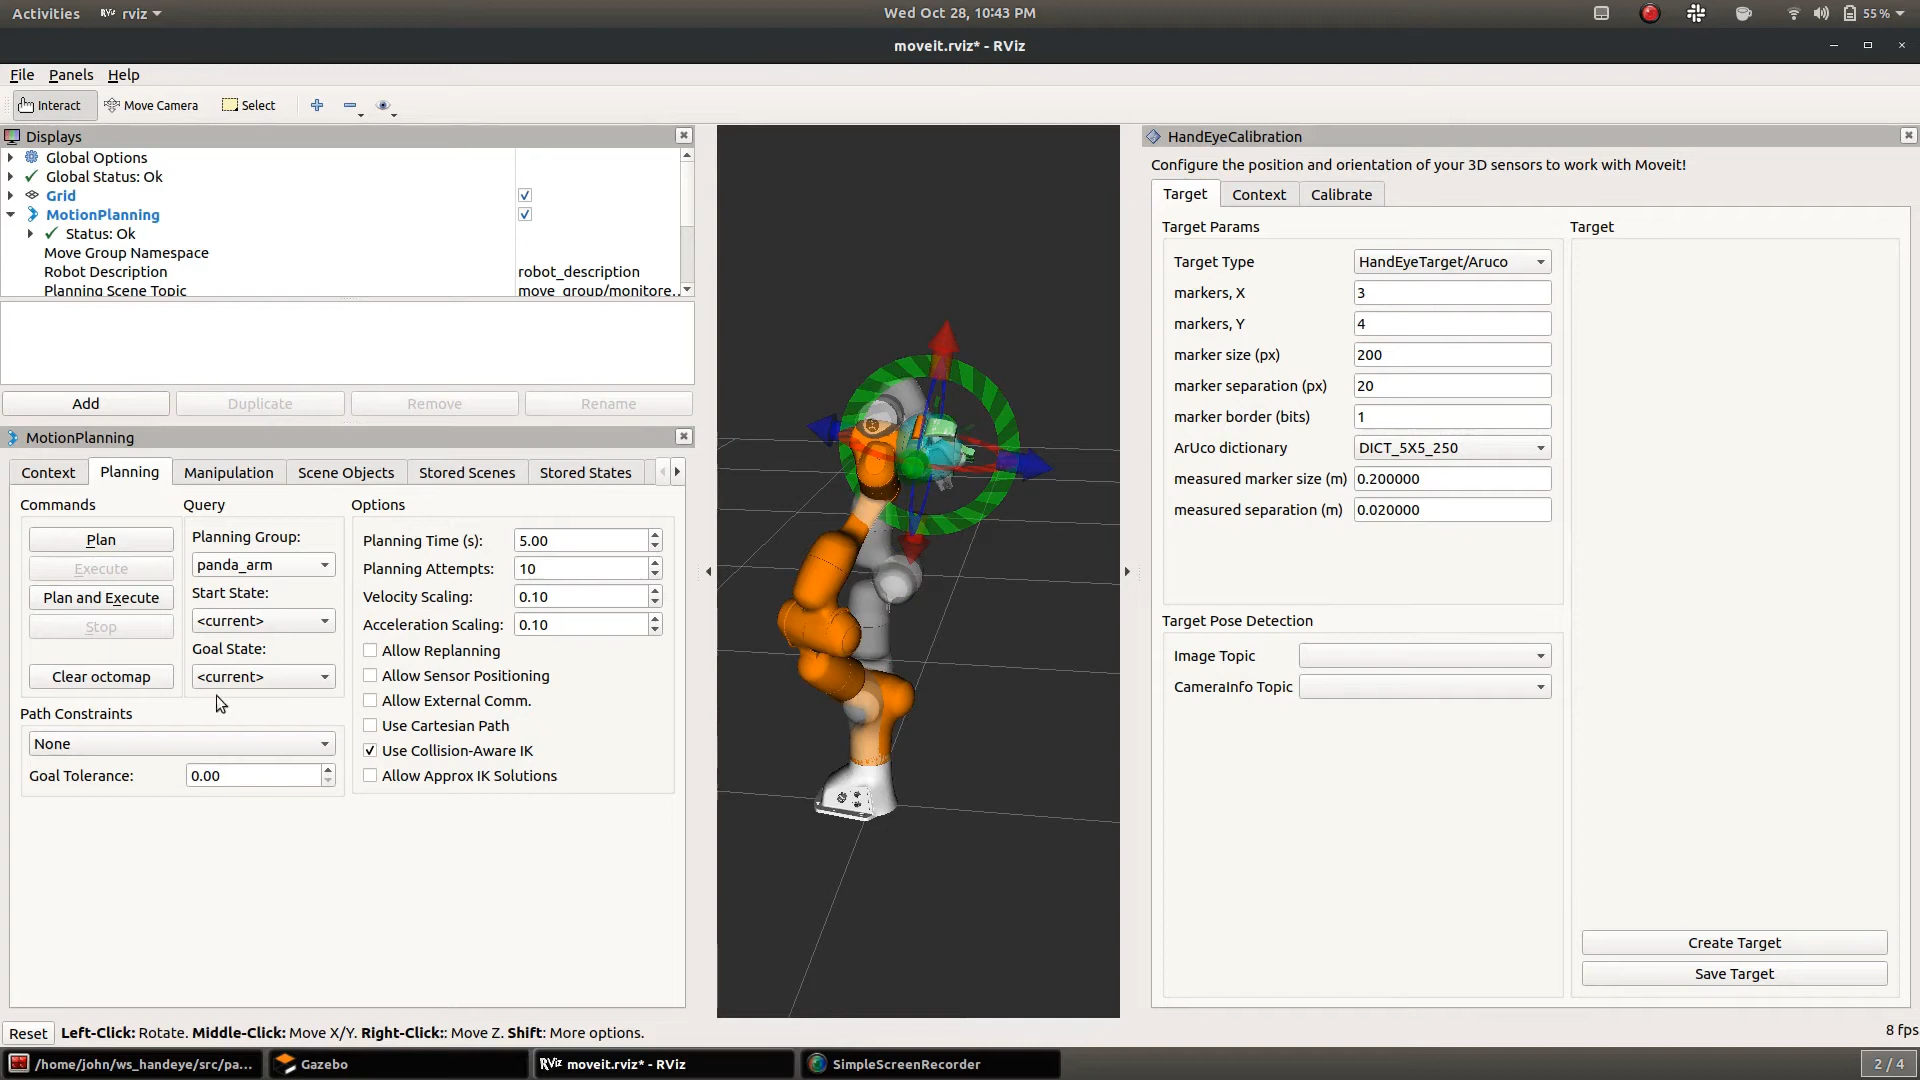 Activities rviz Wed Oct 28, 10:43 PM 55 %
moveit.rviz* - RViz
File Panels Help
Interact Move Camera Select
Displays
Global Options
Global Status: Ok
Grid
MotionPlanning
Status: Ok
Move Group Namespace
Robot Description robot_description
Planning Scene Topic move_group/monitore...
Add Duplicate Remove Rename
MotionPlanning
Context Planning Manipulation Scene Objects Stored Scenes Stored States
Commands
Plan
Execute
Plan and Execute
Stop
Clear octomap
Query
Planning Group:
panda_arm
Start State:
<current>
Goal State:
<current>
Path Constraints
None
Goal Tolerance: 0.00
Options
Planning Time (s): 5.00
Planning Attempts: 10
Velocity Scaling: 0.10
Acceleration Scaling: 0.10
Allow Replanning
Allow Sensor Positioning
Allow External Comm.
Use Cartesian Path
Use Collision-Aware IK
Allow Approx IK Solutions
HandEyeCalibration
Configure the position and orientation of your 3D sensors to work with Moveit!
Target Context Calibrate
Target Params
Target Type HandEyeTarget/Aruco
markers, X 3
markers, Y 4
marker size (px) 200
marker separation (px) 20
marker border (bits) 1
ArUco dictionary DICT_5X5_250
measured marker size (m) 0.200000
measured separation (m) 0.020000
Target Pose Detection
Image Topic
CameraInfo Topic
Target
Create Target
Save Target
Reset Left-Click: Rotate. Middle-Click: Move X/Y. Right-Click:: Move Z. Shift: More options. 8 fps
/home/john/ws_handeye/src/pa... Gazebo RViz moveit.rviz* - RViz SimpleScreenRecorder 2 / 4